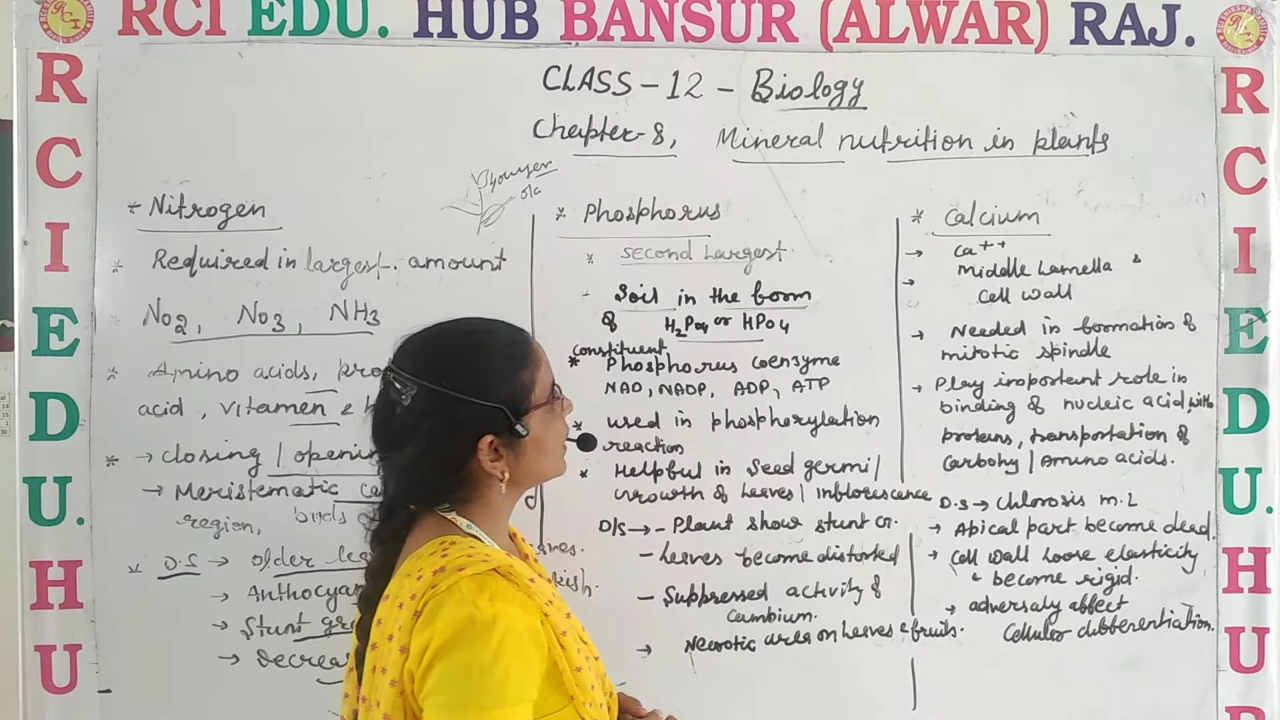 RCI EDU. HUB BANSUR (ALWAR) RAJ.
R
C
I
E
D
U.
H
U
CLASS - 12 - Biology
Chapter-8, Mineral nutrition in plants
younger
old
* Nitrogen
* Required in largest. amount
No2, No3, NH3
* Amino acids,
acid, vitamen &
* → closing / openin
→ Meristematic
region, buds
* D.S → older
→ Anthocyan
→ Stunt gr
→ Decrea
* Phosphorus
* second Largest.
- Soil in the form
of H2Po4 or HPo4
constituent
* Phosphorus coenzyme
NAD, NADP, ADP, ATP
* used in phosphorylation
reaction
* Helpful in seed germi/
Growth of Leaves / inflorescence
D/S → - Plant show stunt Gr.
- Leaves become distorted
- Suppressed activity of
Cambium.
→ Necrotic area on Leaves & fruits.
* Calcium
→ Ca++
→ Middle Lamella &
Cell wall
→ Needed in formation of
mitotic spindle
→ Play important role in
binding of nucleic acid with
proteins, transportation of
Carbohy / Amino acids.
D.S → chlorosis m.L
→ Apical part become dead.
→ Cell wall Loose elasticity
& become rigid.
→ adversaly affect
Cellular differentiation.
R
C
I
E
D
U.
H
U
R